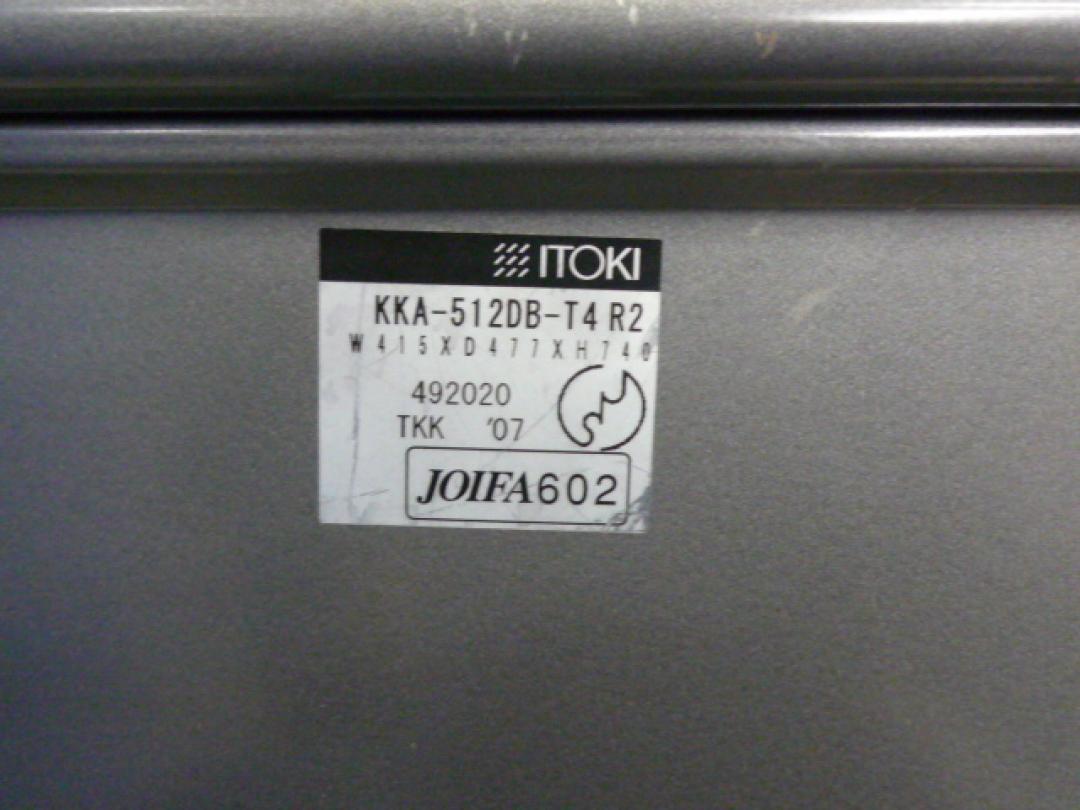 ITOKI
KKA-512DB-T4 R2
W415XD477XH740
492020
TKK '07
JOIFA602